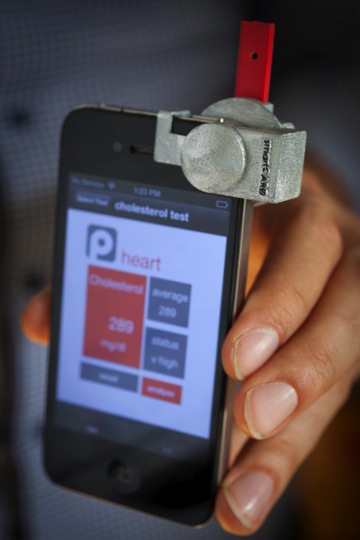 No Service 1:23 PM
Select Test cholesterol test
p
heart
Cholesterol
289
mg/dl
average
289
status
v high
email
analyze
smartCARD